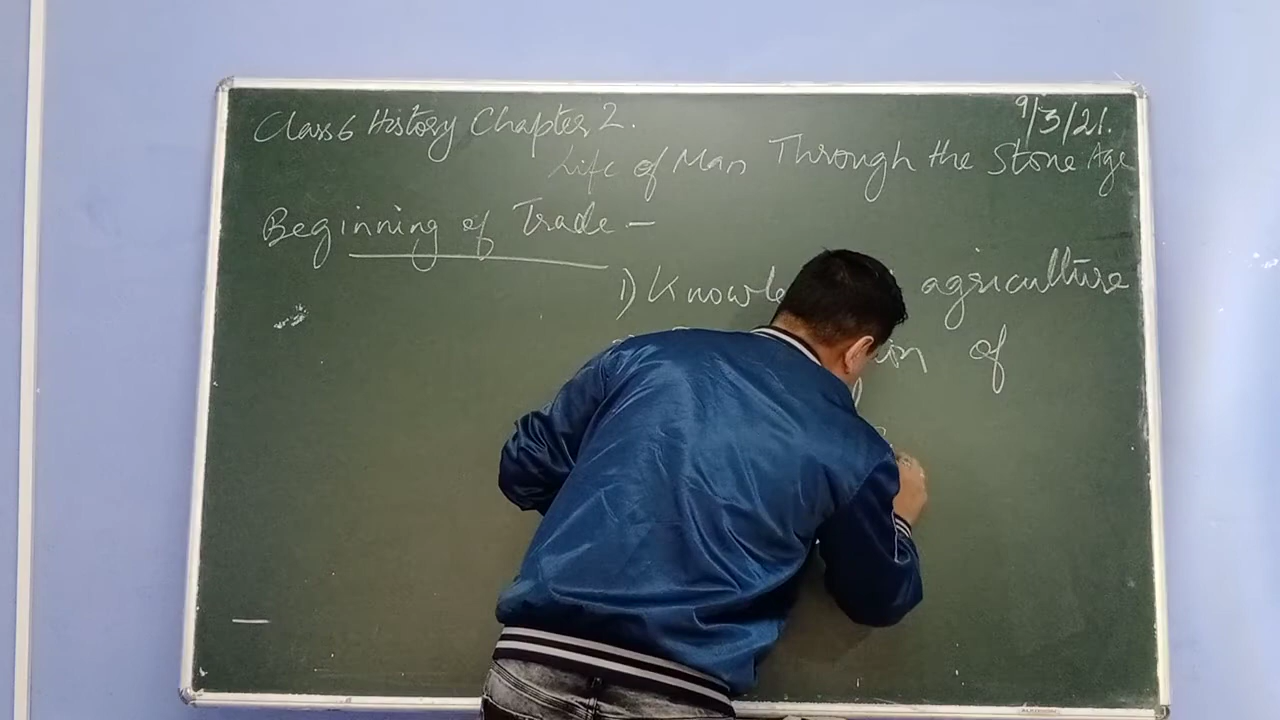 Class 6 History Chapter 2.
9/3/21.
Life of Man Through the Stone Age
Beginning of Trade -
1) Knowle agriculture
of